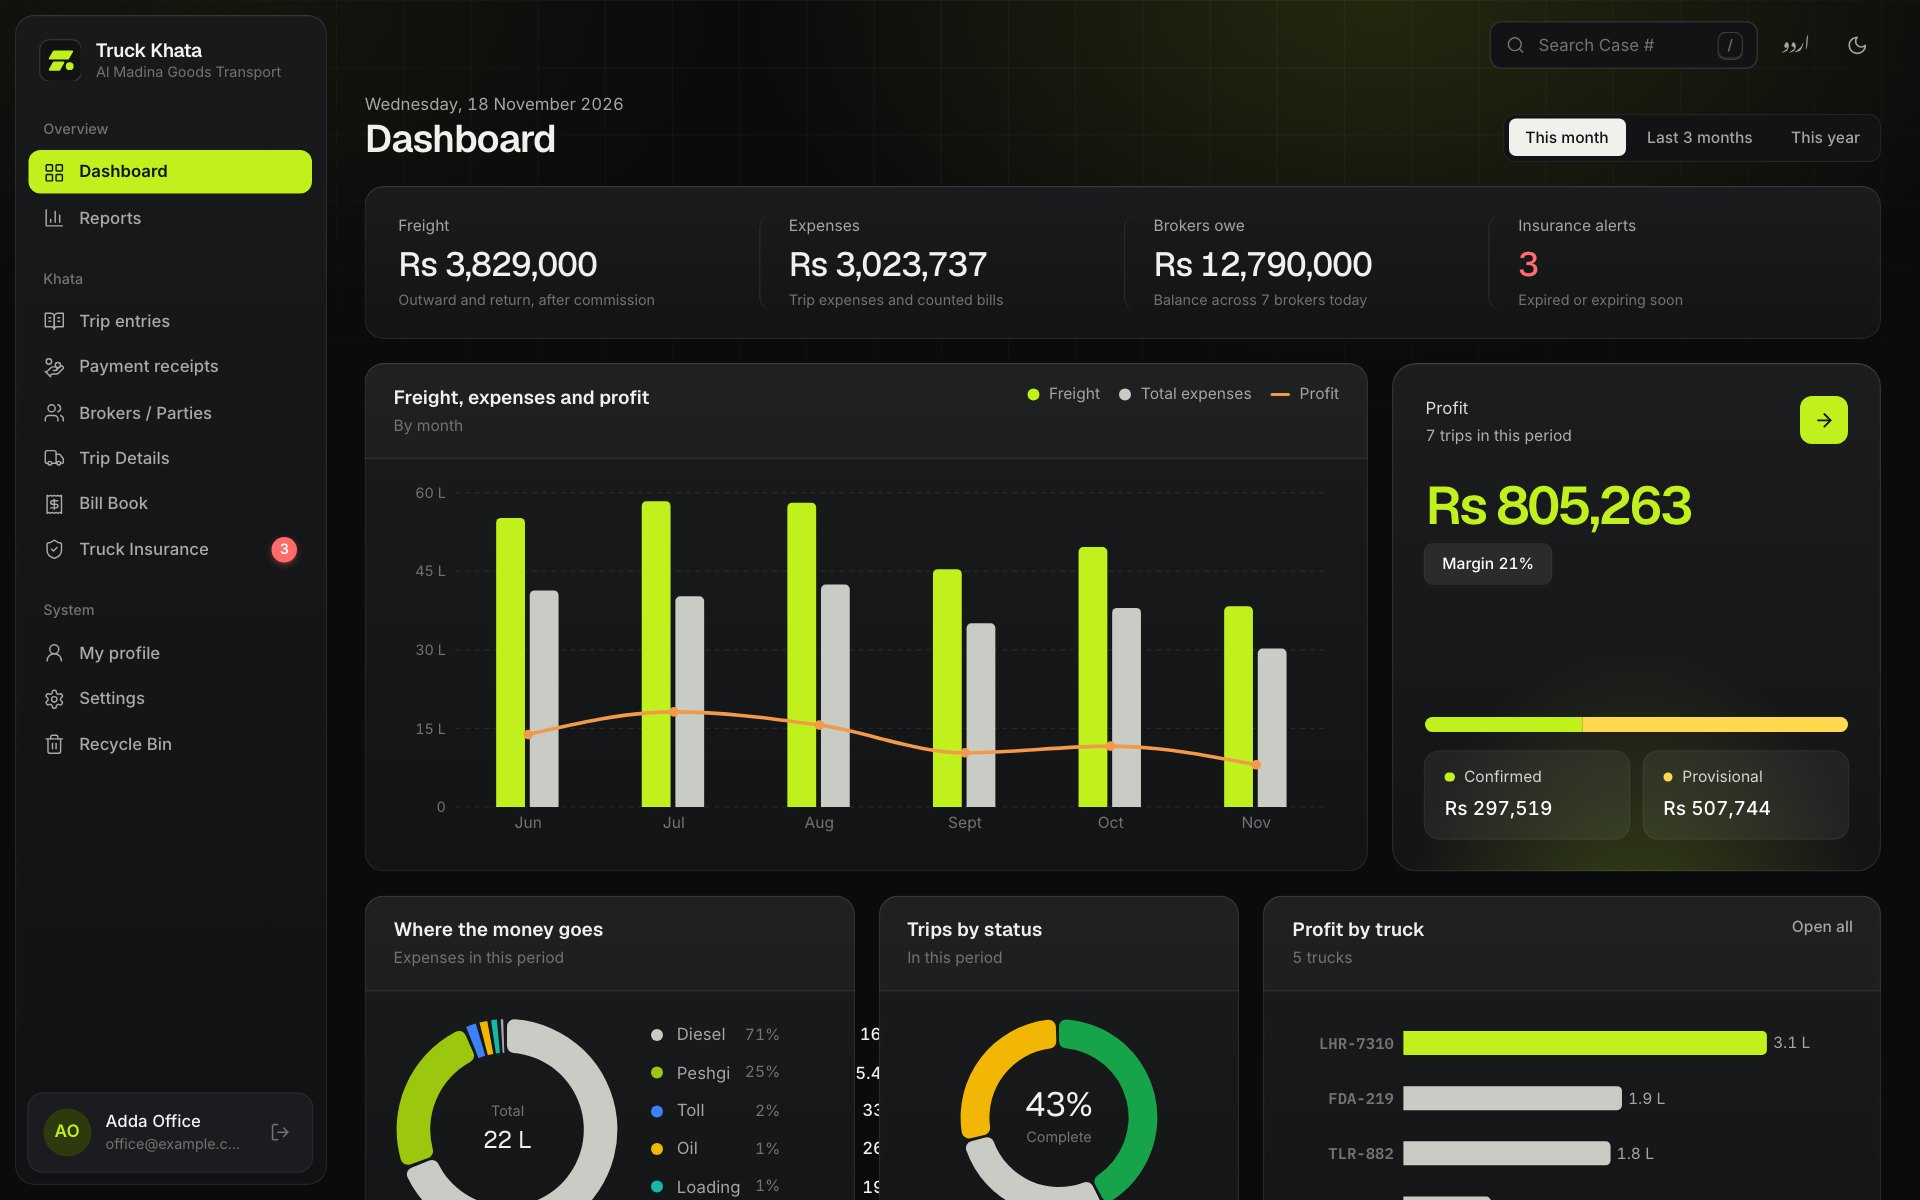 Truck Khata
Al Madina Goods Transport
Overview
Dashboard
Reports
Khata
Trip entries
Payment receipts
Brokers / Parties
Trip Details
Bill Book
Truck Insurance 3
System
My profile
Settings
Recycle Bin
AO
Adda Office
office@example.c...
Search Case # /
اردو
Wednesday, 18 November 2026
Dashboard
This month Last 3 months This year
Freight
Rs 3,829,000
Outward and return, after commission
Expenses
Rs 3,023,737
Trip expenses and counted bills
Brokers owe
Rs 12,790,000
Balance across 7 brokers today
Insurance alerts
3
Expired or expiring soon
Freight, expenses and profit
By month
Freight Total expenses Profit
60 L
45 L
30 L
15 L
0
Jun Jul Aug Sept Oct Nov
Profit
7 trips in this period
Rs 805,263
Margin 21%
Confirmed
Rs 297,519
Provisional
Rs 507,744
Where the money goes
Expenses in this period
Total
22 L
Diesel 71% 16
Peshgi 25% 5.4
Toll 2% 33
Oil 1% 26
Loading 1% 19
Trips by status
In this period
43%
Complete
Profit by truck
Open all
5 trucks
LHR-7310 3.1 L
FDA-219 1.9 L
TLR-882 1.8 L